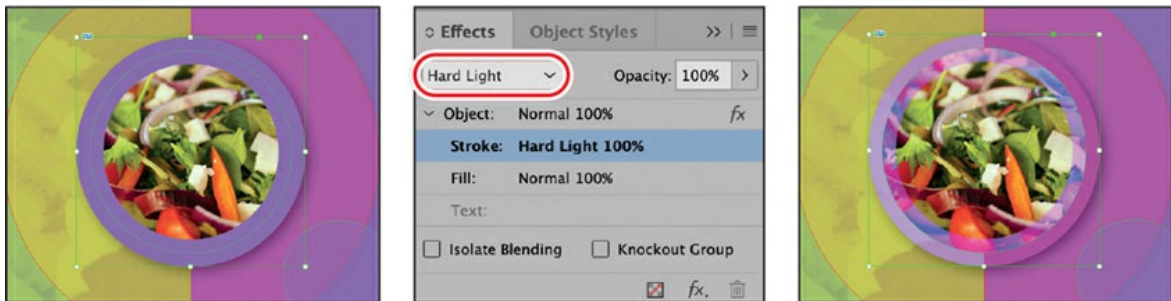 Effects Object Styles
Hard Light Opacity: 100%
Object: Normal 100% fx
Stroke: Hard Light 100%
Fill: Normal 100%
Text:
Isolate Blending Knockout Group
fx.